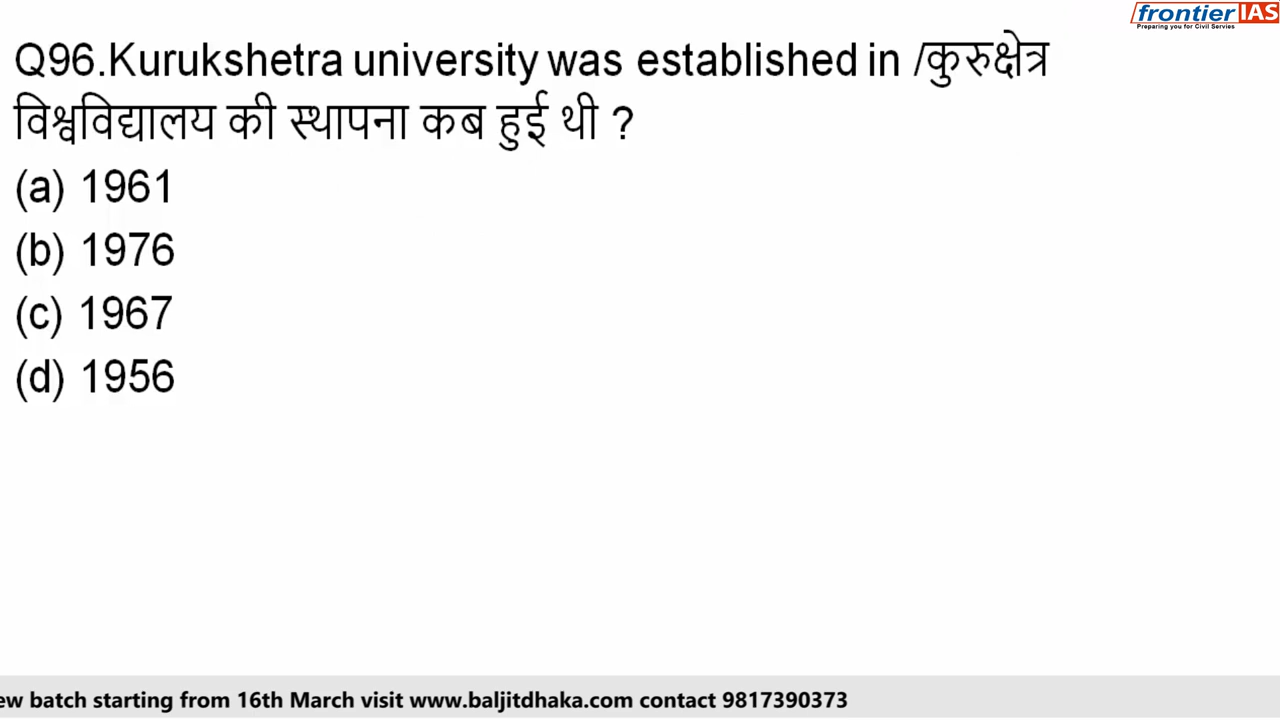 frontier IAS
Preparing you for Civil Servies
Q96.Kurukshetra university was established in /कुरुक्षेत्र
विश्वविद्यालय की स्थापना कब हुई थी ?
(a) 1961
(b) 1976
(c) 1967
(d) 1956
ew batch starting from 16th March visit www.baljitdhaka.com contact 9817390373